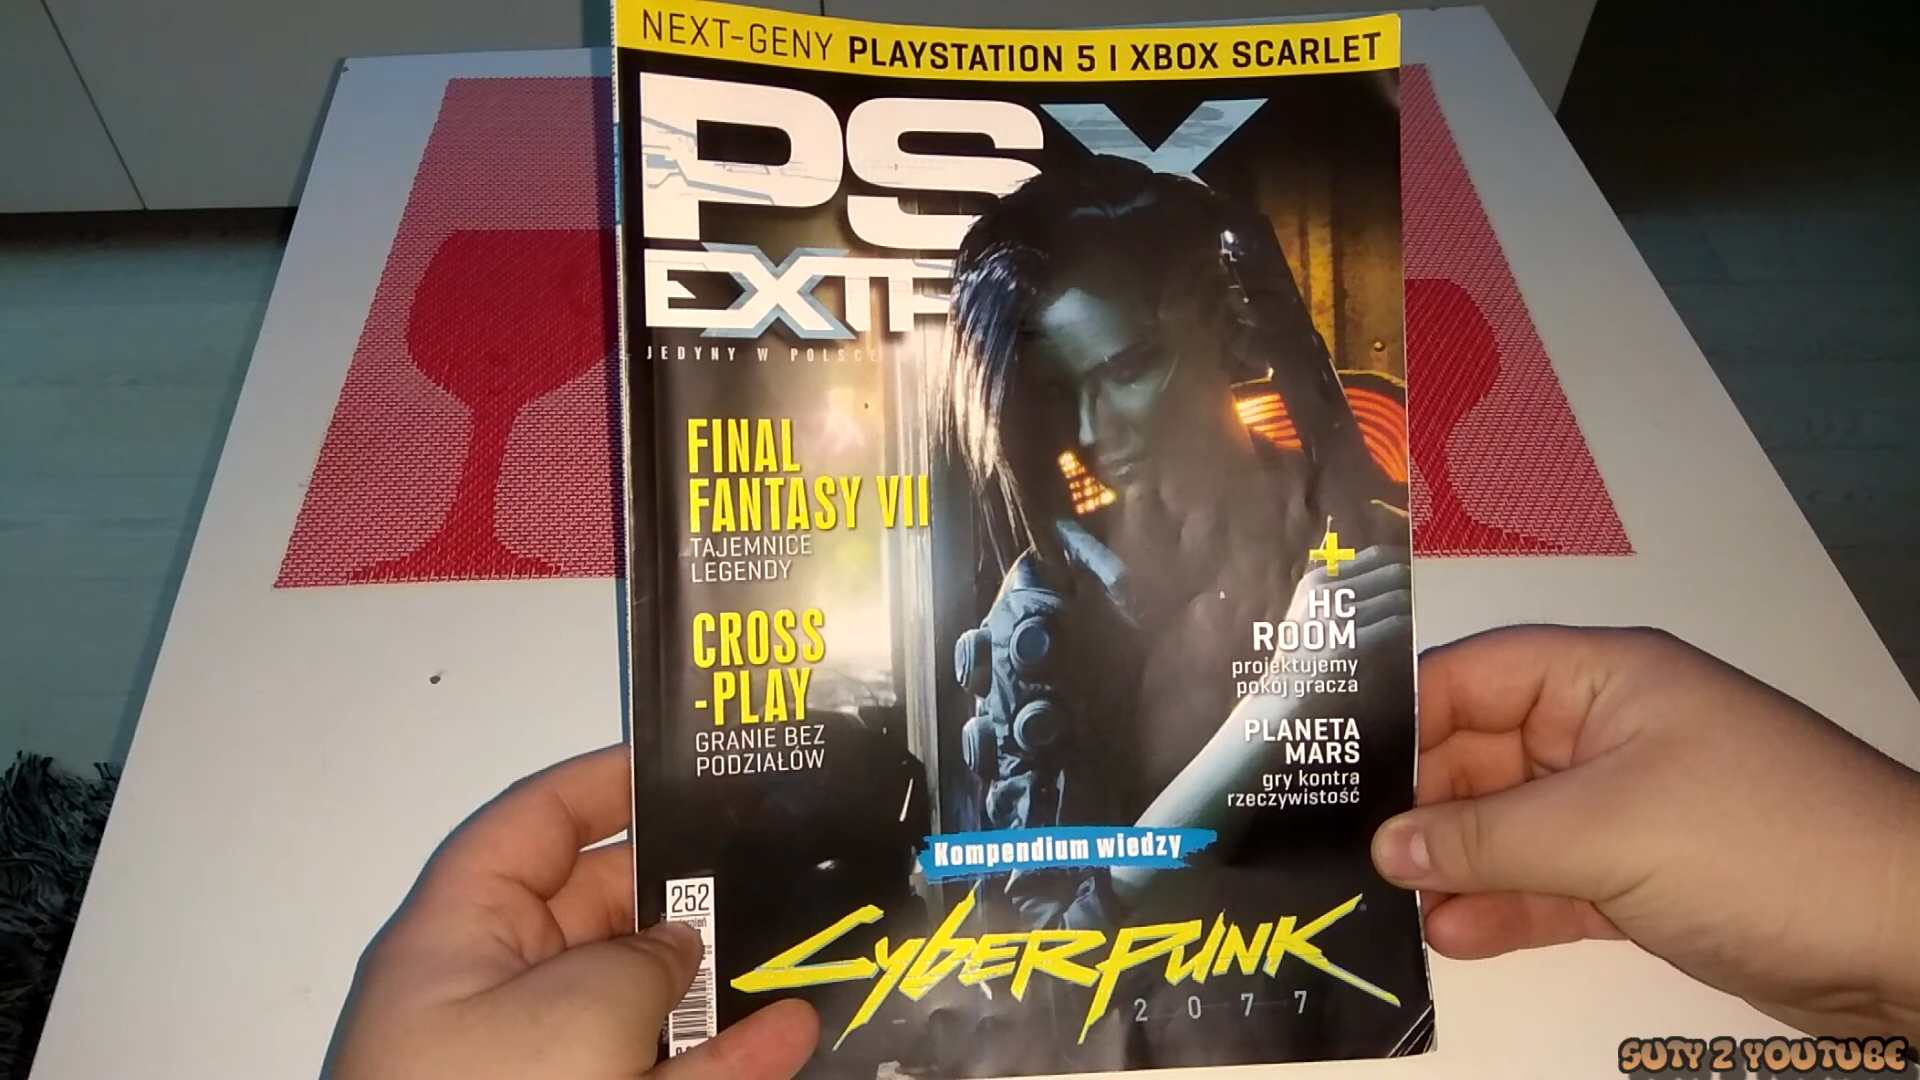 NEXT-GENY PLAYSTATION 5 I XBOX SCARLET
PSX
EXTR
JEDYNY W POLSCE
FINAL
FANTASY VII
TAJEMNICE
LEGENDY
CROSS
-PLAY
GRANIE BEZ
PODZIAŁÓW
+
HC
ROOM
projektujemy
pokój gracza
PLANETA
MARS
gry kontra
rzeczywistość
Kompendium wiedzy
252
CYBERPUNK
2077
SUTY Z YOUTUBE